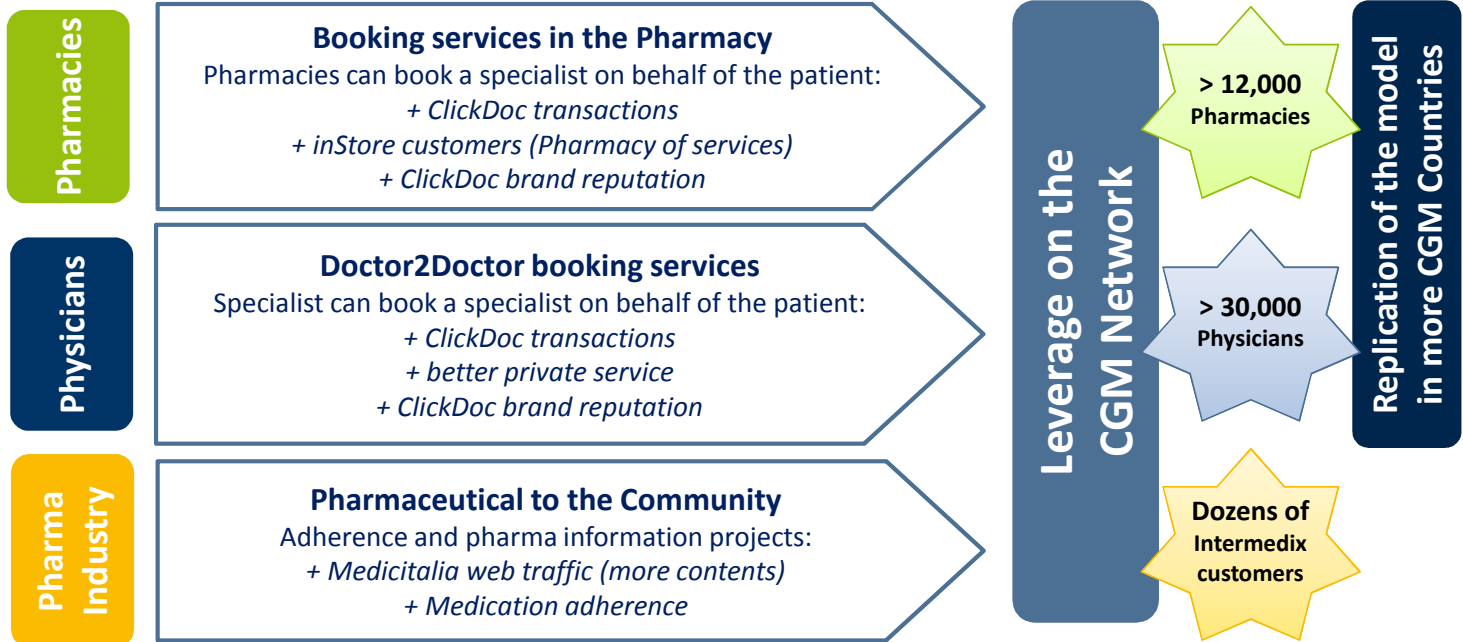 Pharmacies
Booking services in the Pharmacy
Pharmacies can book a specialist on behalf of the patient:
+ ClickDoc transactions
+ inStore customers (Pharmacy of services)
+ ClickDoc brand reputation
Physicians
Doctor2Doctor booking services
Specialist can book a specialist on behalf of the patient:
+ ClickDoc transactions
+ better private service
+ ClickDoc brand reputation
Pharma
Industry
Pharmaceutical to the Community
Adherence and pharma information projects:
+ Medicitalia web traffic (more contents)
+ Medication adherence
Leverage on the
CGM Network
> 12,000
Pharmacies
> 30,000
Physicians
Dozens of
Intermedix
customers
Replication of the model
in more CGM Countries